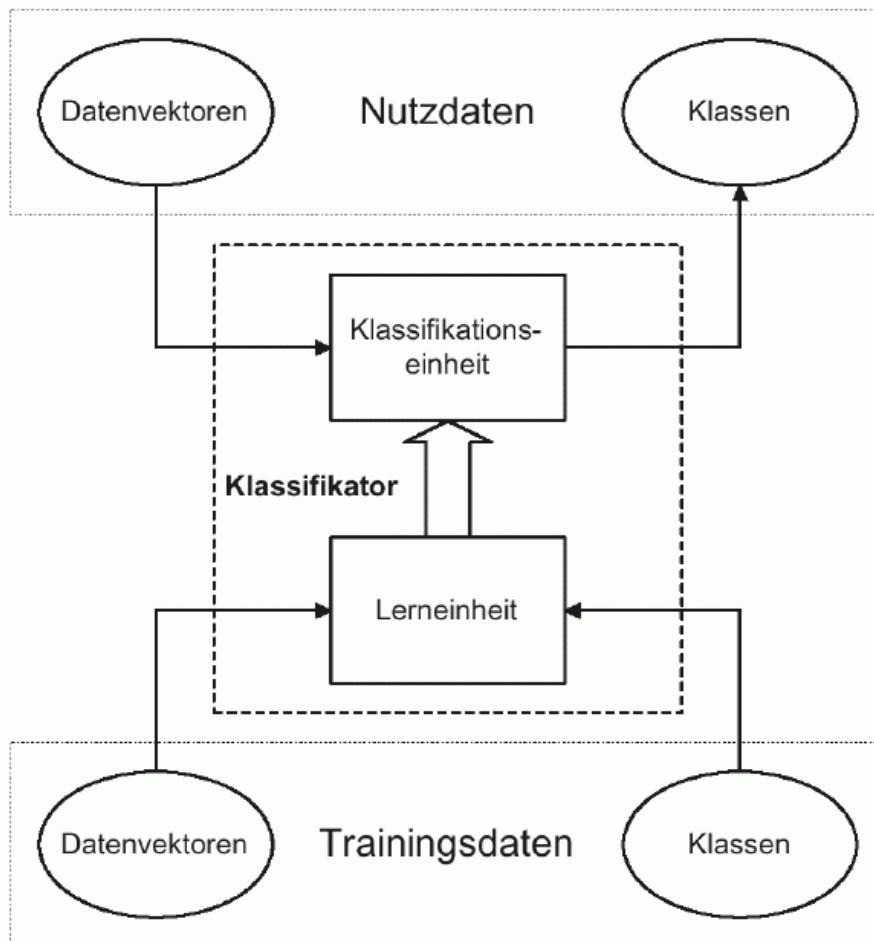 Datenvektoren
Nutzdaten
Klassen
Klassifikations-
einheit
Klassifikator
Lerneinheit
Datenvektoren
Trainingsdaten
Klassen